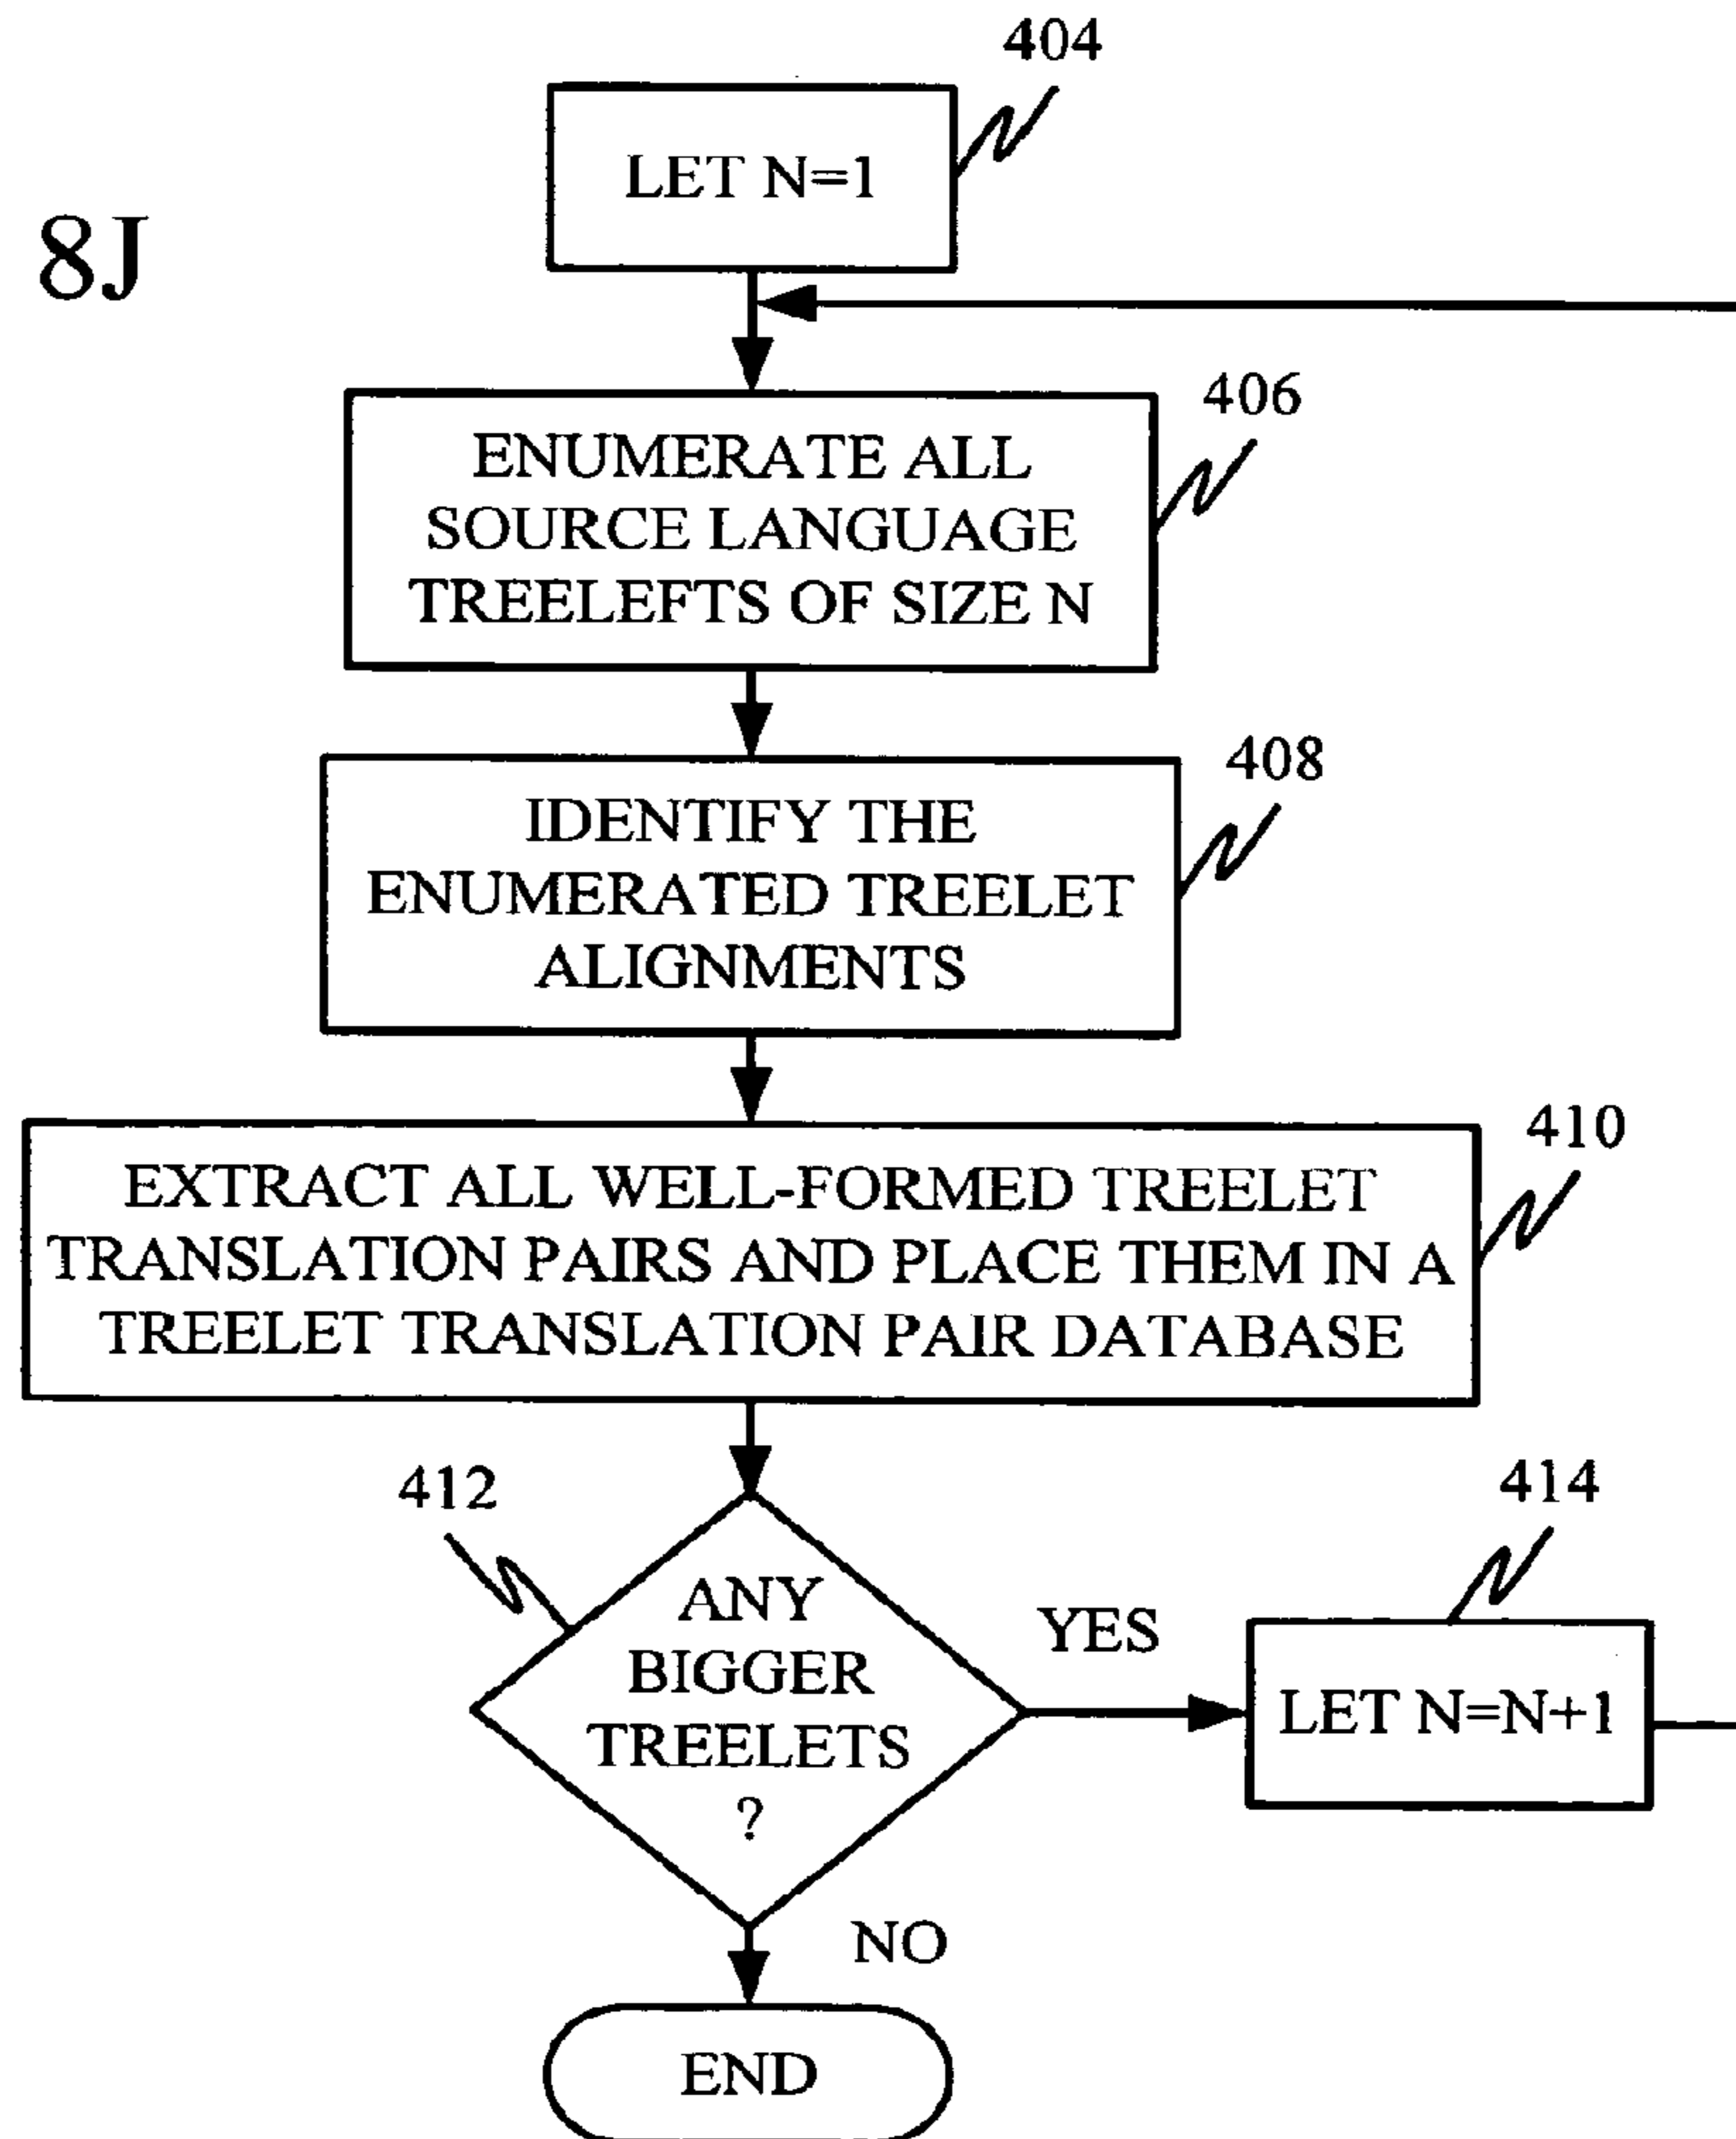 404
LET N=1
8J
406
ENUMERATE ALL
SOURCE LANGUAGE
TREELEFTS OF SIZE N
408
IDENTIFY THE
ENUMERATED TREELET
ALIGNMENTS
410
EXTRACT ALL WELL-FORMED TREELET
TRANSLATION PAIRS AND PLACE THEM IN A
TREELET TRANSLATION PAIR DATABASE
412
414
ANY
BIGGER
TREELETS
?
YES
LET N=N+1
NO
END